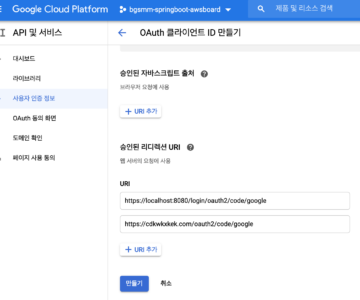 Google Cloud Platform
bgsmm-springboot-awsboard
제품 및 리소스 검색
API 및 서비스
OAuth 클라이언트 ID 만들기
대시보드
라이브러리
사용자 인증 정보
OAuth 동의 화면
도메인 확인
페이지 사용 동의
승인된 자바스크립트 출처
브라우저 요청에 사용
+ URI 추가
승인된 리디렉션 URI
웹 서버의 요청에 사용
URI
https://localhost:8080/login/oauth2/code/google
https://cdkwkxkek.com/oauth2/code/google
+ URI 추가
만들기
취소